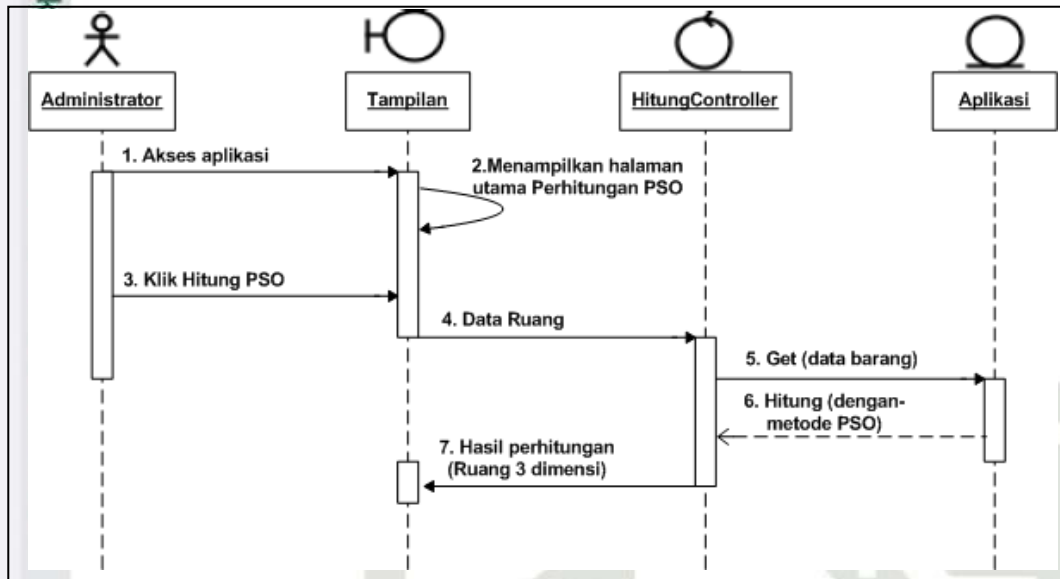 Administrator
Tampilan
HitungController
Aplikasi
1. Akses aplikasi
2.Menampilkan halaman
utama Perhitungan PSO
3. Klik Hitung PSO
4. Data Ruang
5. Get (data barang)
6. Hitung (dengan-
metode PSO)
7. Hasil perhitungan
(Ruang 3 dimensi)